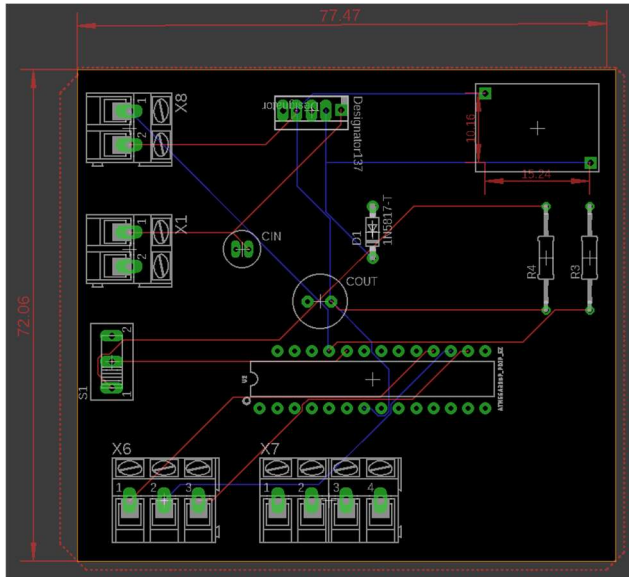 77.47
72.06
X8
1
2
Designator
Designator137
10.16
15.24
X1
1
2
CIN
D1
1N5817-T
COUT
R4
R3
S1
2
1
X6
1
2
3
X7
1
2
3
4